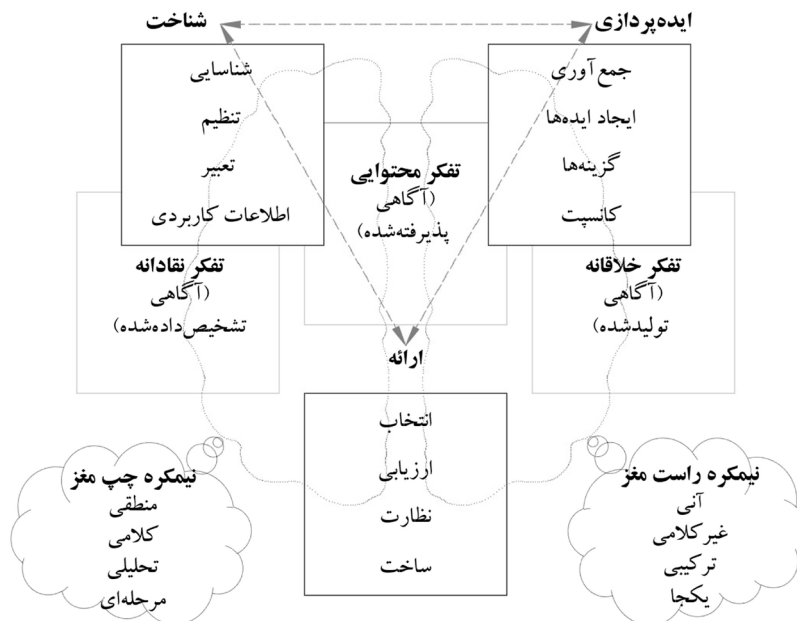 ایده‌پردازی
شناخت
جمع‌آوری
ایجاد ایده‌ها
گزینه‌ها
کانسپت
شناسایی
تنظیم
تعبیر
اطلاعات کاربردی
تفکر محتوایی
(آگاهی
پذیرفته‌شده)
تفکر خلاقانه
(آگاهی
تولیدشده)
تفکر نقادانه
(آگاهی
تشخیص‌داده‌شده)
ارائه
انتخاب
ارزیابی
نظارت
ساخت
نیمکره راست مغز
آنی
غیرکلامی
ترکیبی
یکجا
نیمکره چپ مغز
منطقی
کلامی
تحلیلی
مرحله‌ای